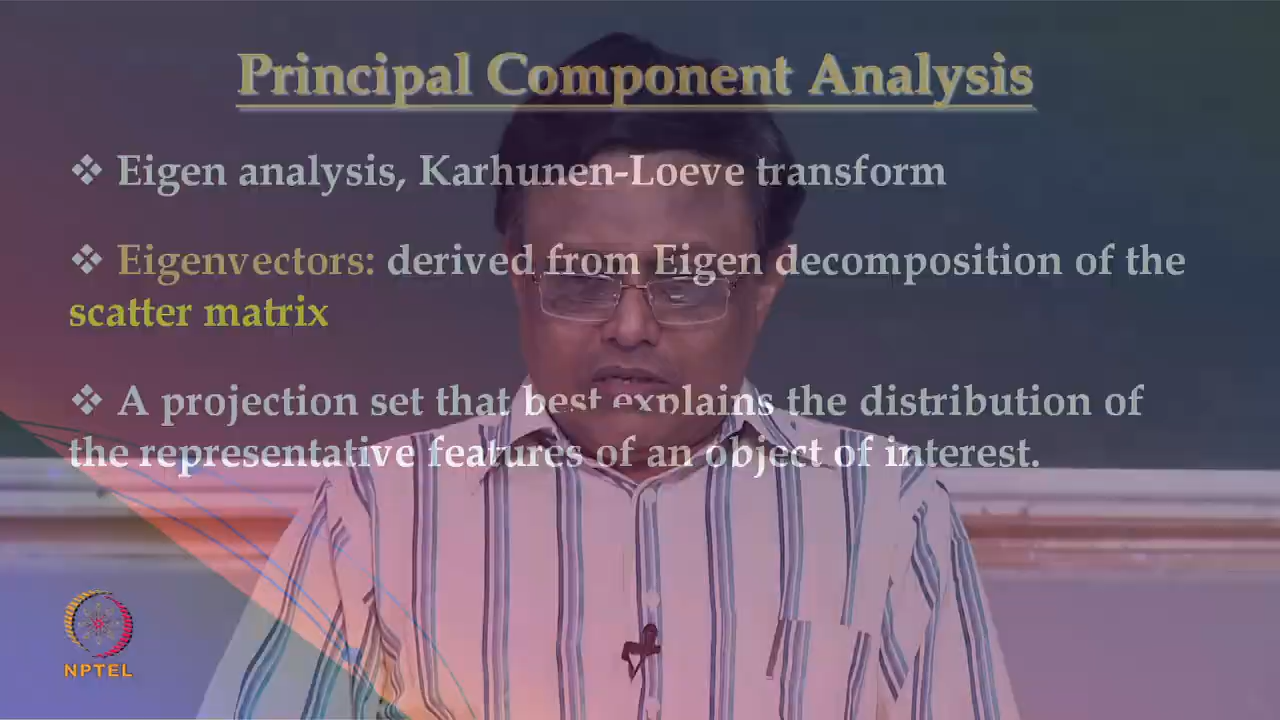 Principal Component Analysis
❖ Eigen analysis, Karhunen-Loeve transform
❖ Eigenvectors: derived from Eigen decomposition of the
scatter matrix
❖ A projection set that best explains the distribution of
the representative features of an object of interest.
NPTEL